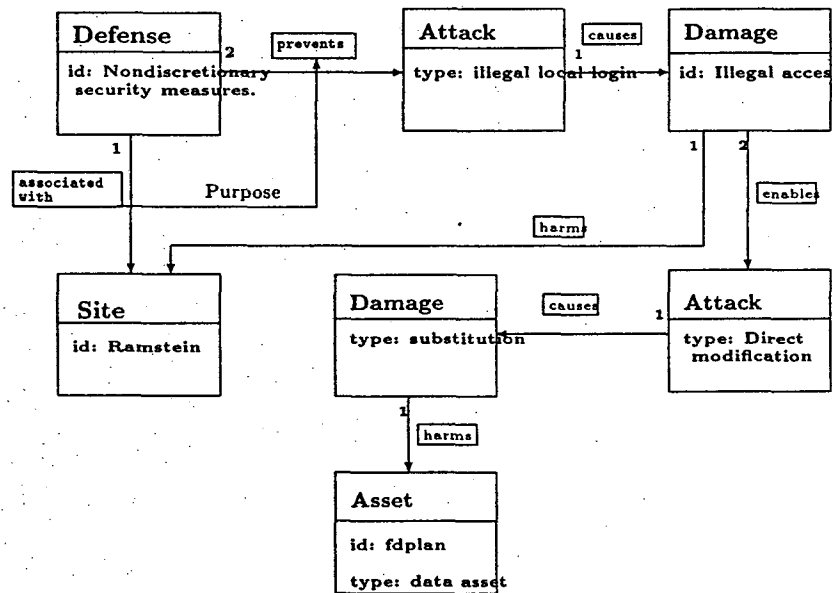 Defense
id: Nondiscretionary
security measures.
2
prevents
Attack
type: illegal local login
1
causes
Damage
id: Illegal acces
1
associated
with
Purpose
1
2
harms
enables
Site
id: Ramstein
Damage
type: substitution
causes
1
Attack
type: Direct
modification
1
harms
Asset
id: fdplan
type: data asset